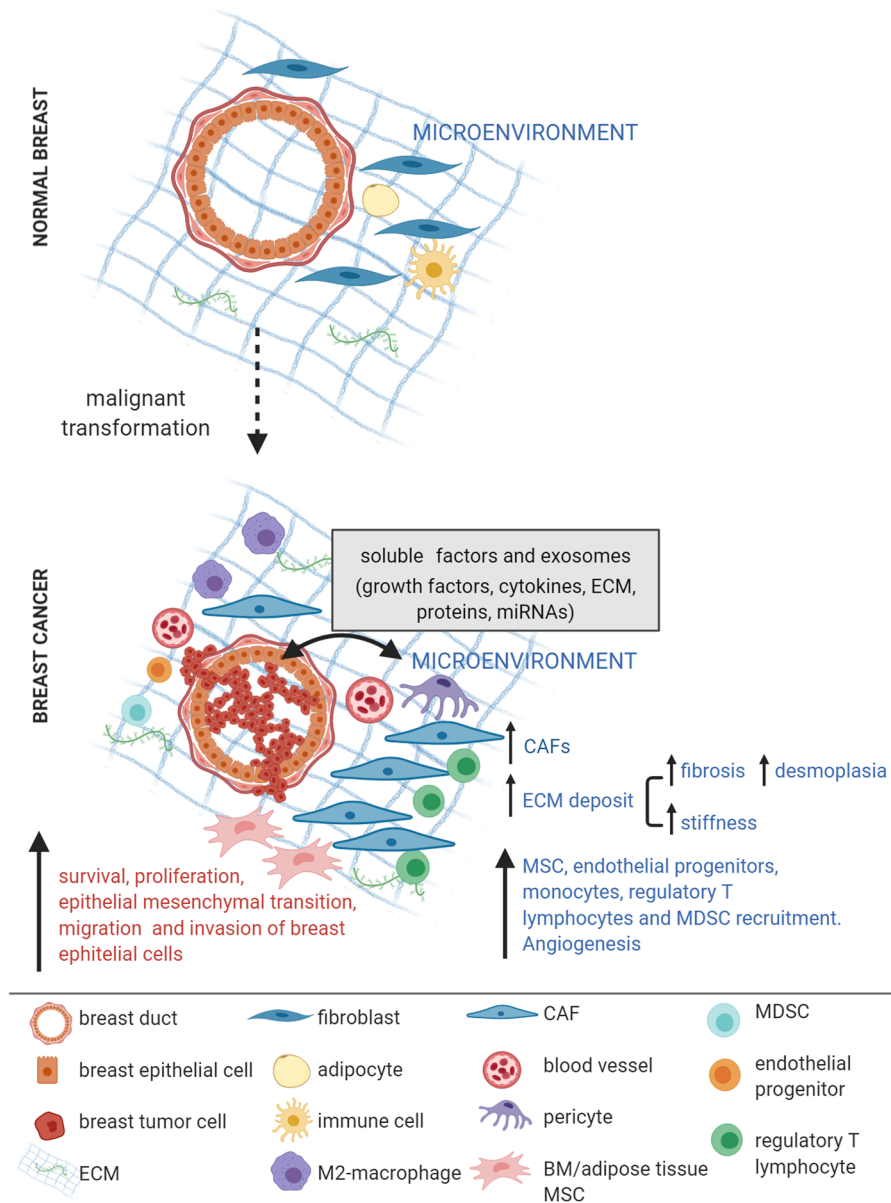 NORMAL BREAST
MICROENVIRONMENT
malignant
transformation
BREAST CANCER
soluble factors and exosomes
(growth factors, cytokines, ECM,
proteins, miRNAs)
MICROENVIRONMENT
CAFs
ECM deposit
fibrosis
desmoplasia
stiffness
survival, proliferation,
epithelial mesenchymal transition,
migration and invasion of breast
ephitelial cells
MSC, endothelial progenitors,
monocytes, regulatory T
lymphocytes and MDSC recruitment.
Angiogenesis
breast duct
fibroblast
CAF
MDSC
breast epithelial cell
adipocyte
blood vessel
endothelial
progenitor
breast tumor cell
immune cell
pericyte
regulatory T
lymphocyte
ECM
M2-macrophage
BM/adipose tissue
MSC